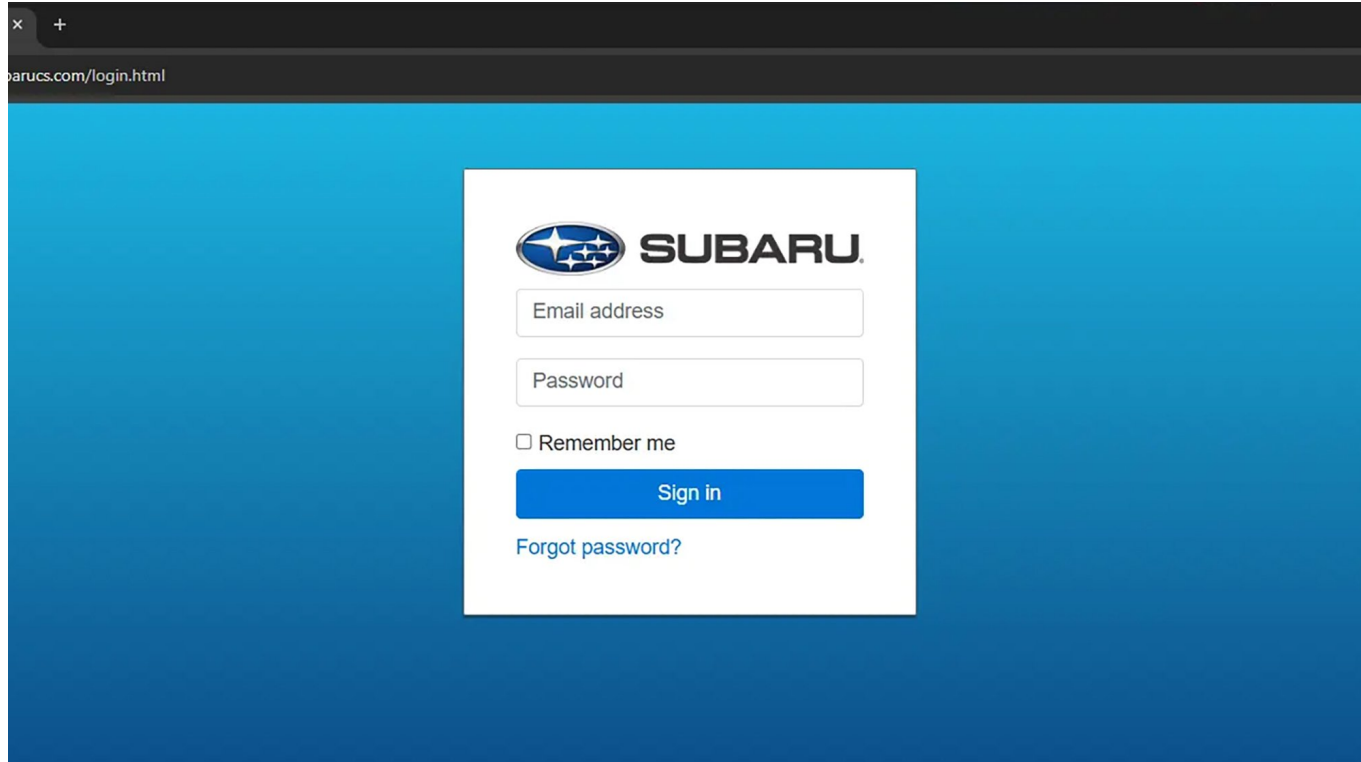 barucs.com/login.html
SUBARU
Email address
Password
Remember me
Sign in
Forgot password?